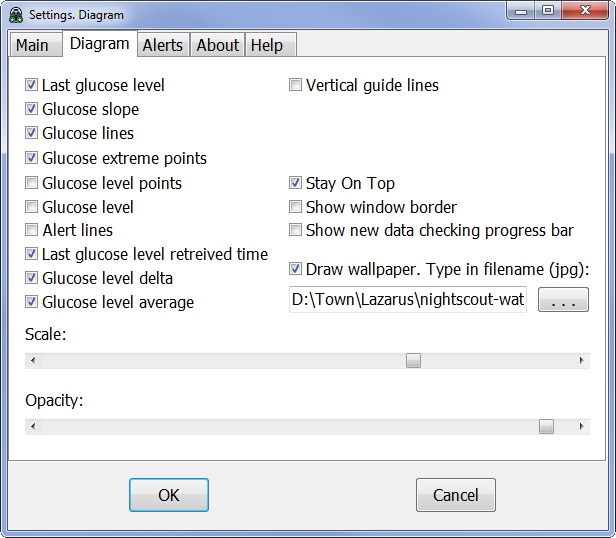 Settings. Diagram
Main Diagram Alerts About Help
Last glucose level
Glucose slope
Glucose lines
Glucose extreme points
Glucose level points
Glucose level
Alert lines
Last glucose level retreived time
Glucose level delta
Glucose level average
Vertical guide lines
Stay On Top
Show window border
Show new data checking progress bar
Draw wallpaper. Type in filename (jpg):
D:\Town\Lazarus\nightscout-wat
...
Scale:
Opacity:
OK
Cancel